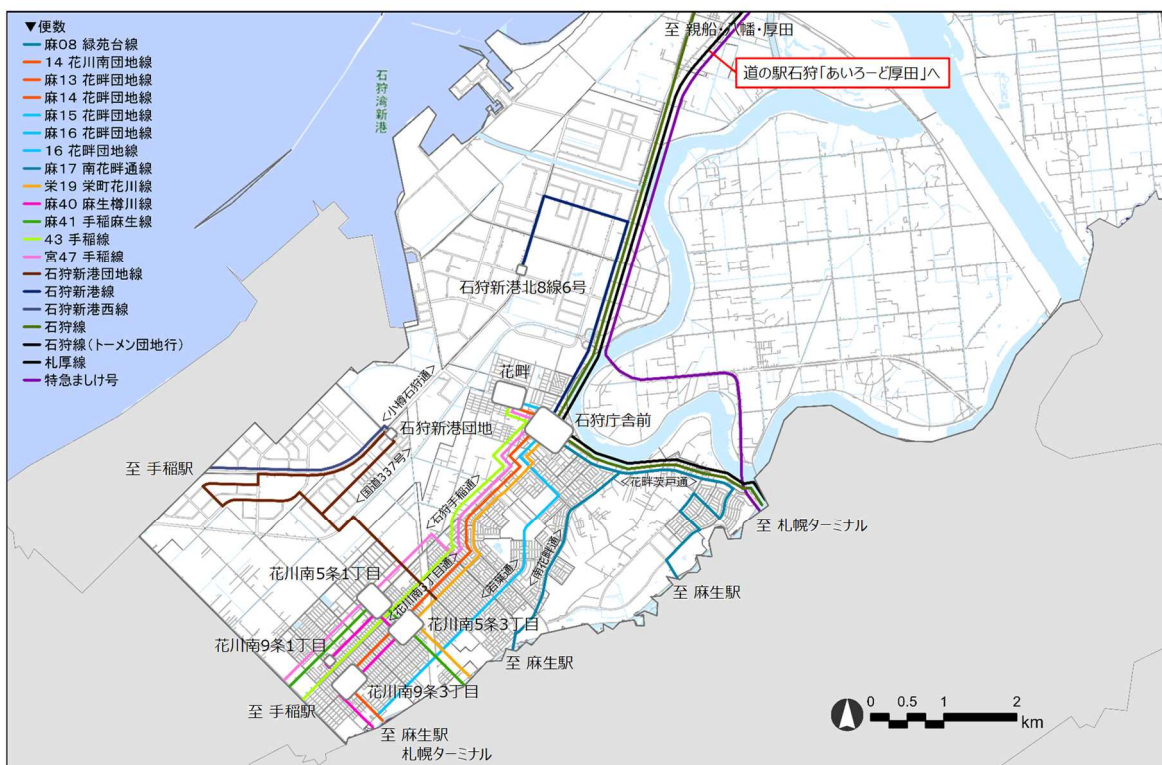 ▼便数
麻08 緑苑台線
14 花川南団地線
麻13 花畔団地線
麻14 花畔団地線
麻15 花畔団地線
麻16 花畔団地線
16 花畔団地線
麻17 南花畔通線
栄19 栄町花川線
麻40 麻生樽川線
麻41 手稲麻生線
43 手稲線
宮47 手稲線
石狩新港団地線
石狩新港線
石狩新港西線
石狩線
石狩線(トーメン団地行)
札厚線
特急ましけ号
石狩湾新港
至 親船・八幡・厚田
道の駅石狩「あいろーど厚田」へ
石狩新港北8線6号
花畔
石狩庁舎前
<小樽石狩通>
石狩新港団地
至 手稲駅
<国道337号>
<石狩手稲通>
<花畔茨戸通>
至 札幌ターミナル
<南花畔通>
<若葉通>
<花川南3丁目通>
花川南5条1丁目
至 麻生駅
花川南5条3丁目
花川南9条1丁目
至 麻生駅
花川南9条3丁目
至 手稲駅
至 麻生駅
札幌ターミナル
0 0.5 1 2
km